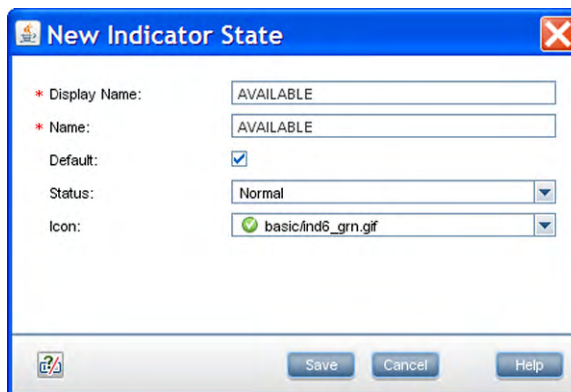 New Indicator State
* Display Name: AVAILABLE
* Name: AVAILABLE
Default:
Status: Normal
Icon: basic/ind6_grn.gif
Save Cancel Help